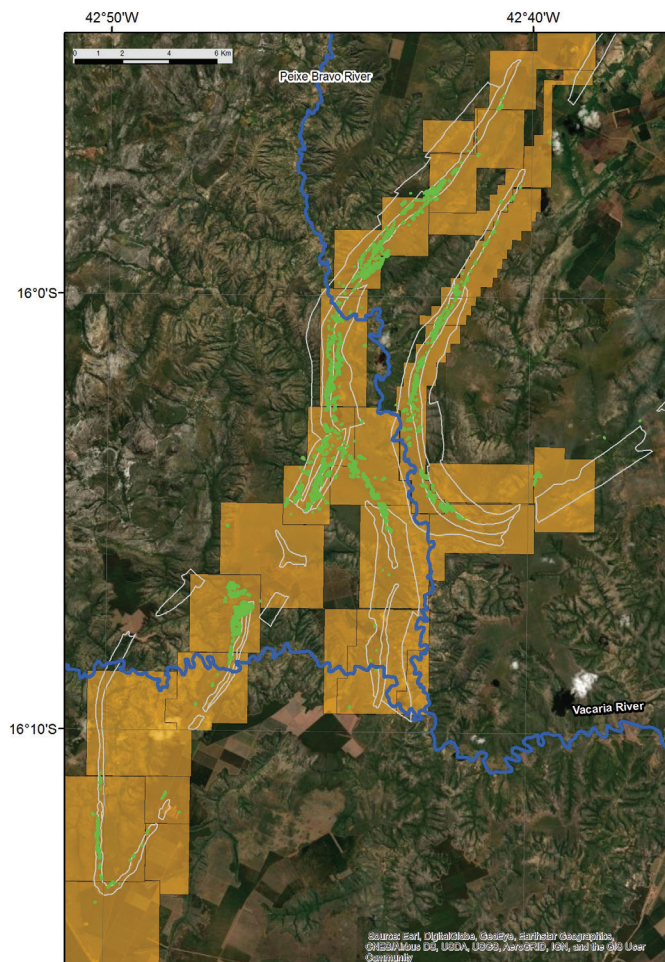 42°50'W 42°40'W
0 1 2 4 6 Km
Peixe Bravo River
16°0'S
16°10'S
Vacaria River
Source: Esri, DigitalGlobe, GeoEye, Earthstar Geographics,
CNES/Airbus DS, USDA, USGS, AeroGRID, IGN, and the GIS User
Community